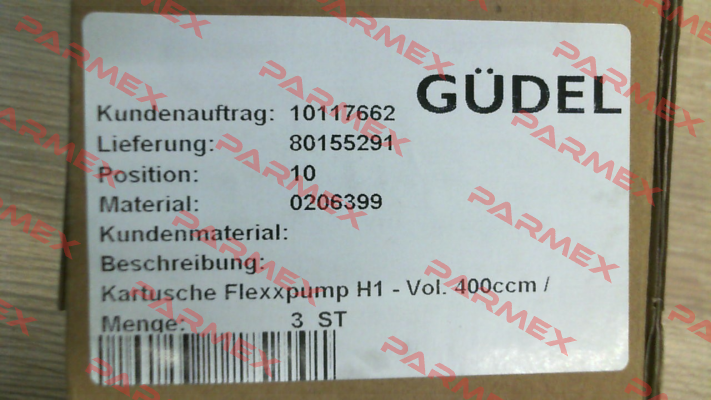 GÜDEL
Kundenauftrag: 10117662
Lieferung: 80155291
Position: 10
Material: 0206399
Kundenmaterial:
Beschreibung:
Kartusche Flexxpump H1 - Vol. 400ccm /
Menge: 3 ST
PARMEX